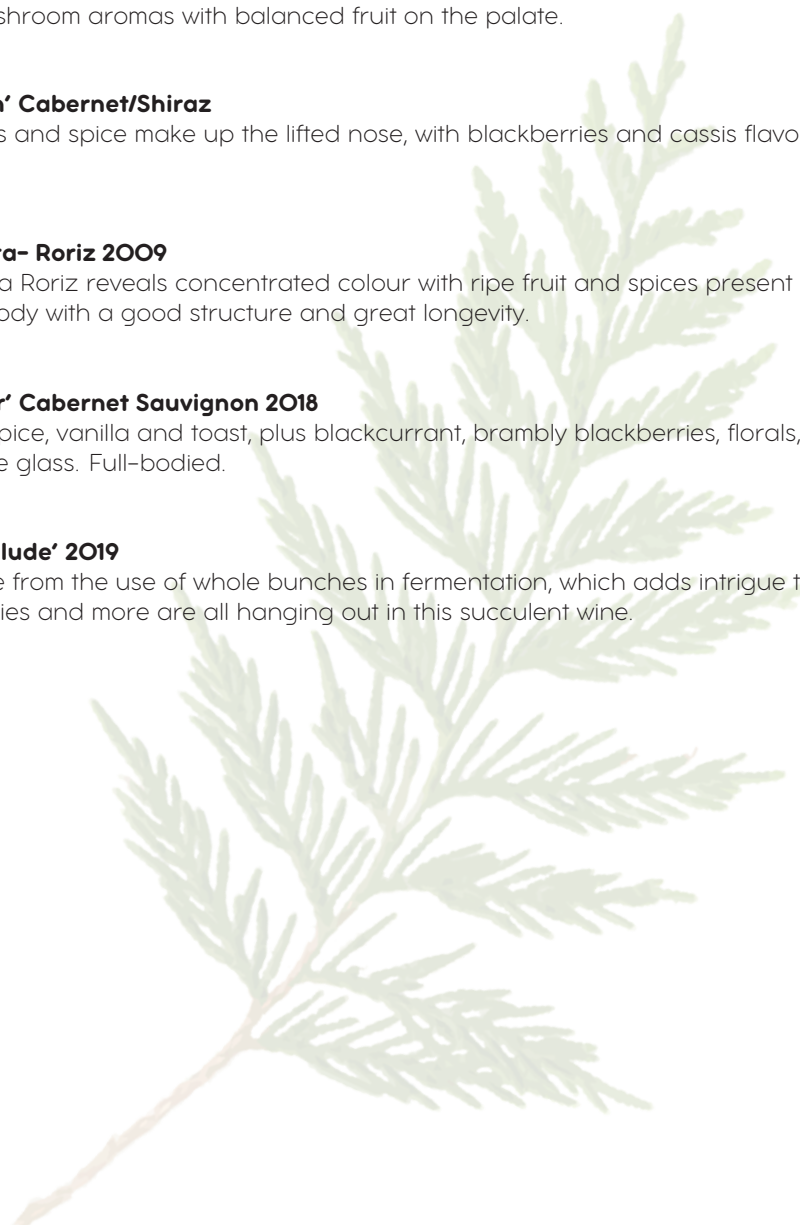 shroom aromas with balanced fruit on the palate.
n’ Cabernet/Shiraz
s and spice make up the lifted nose, with blackberries and cassis flavo
ra- Roriz 2009
a Roriz reveals concentrated colour with ripe fruit and spices present
ody with a good structure and great longevity.
r’ Cabernet Sauvignon 2018
pice, vanilla and toast, plus blackcurrant, brambly blackberries, florals,
e glass. Full-bodied.
lude’ 2019
e from the use of whole bunches in fermentation, which adds intrigue t
ies and more are all hanging out in this succulent wine.